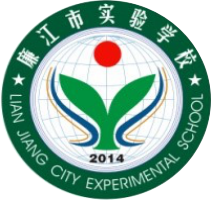 廉江市实验学校
2014
LIAN JIANG CITY EXPERIMENTAL SCHOOL